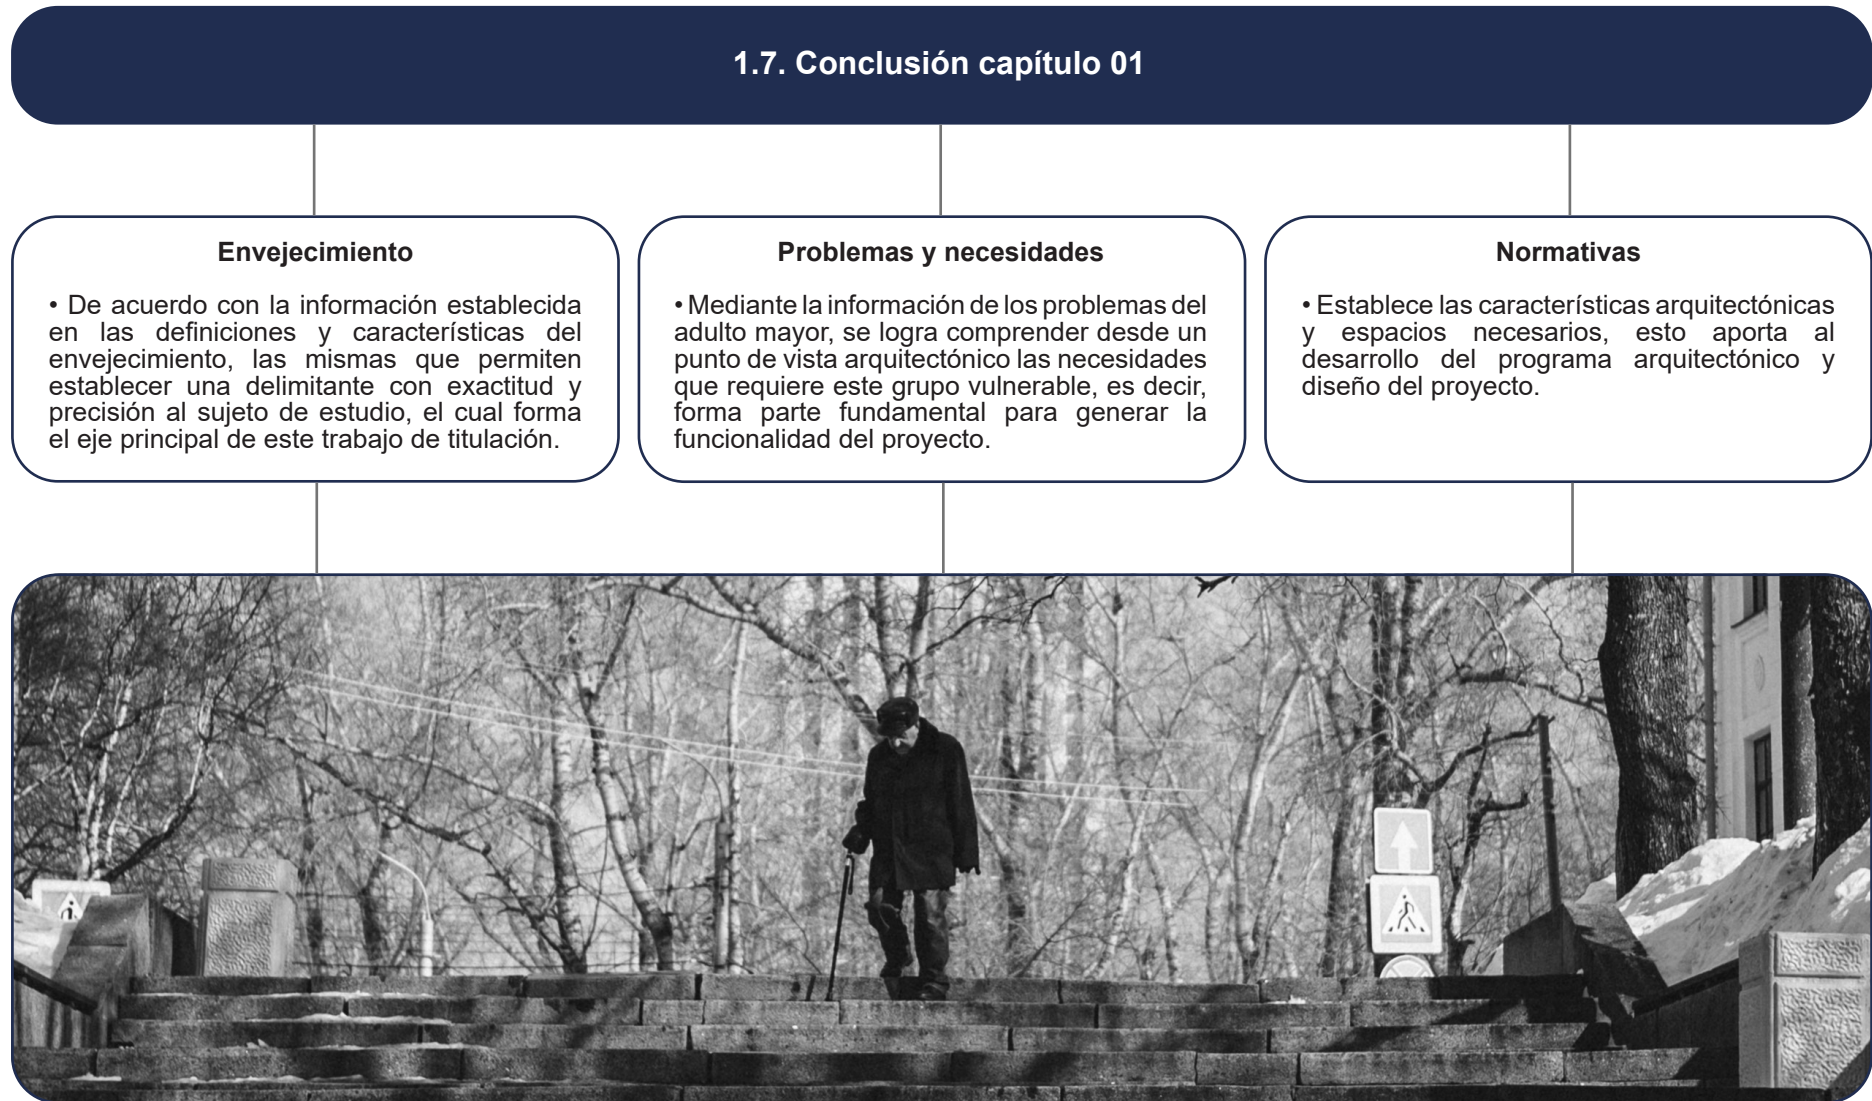 1.7. Conclusión capítulo 01
Envejecimiento
• De acuerdo con la información establecida
en las definiciones y características del
envejecimiento, las mismas que permiten
establecer una delimitante con exactitud y
precisión al sujeto de estudio, el cual forma
el eje principal de este trabajo de titulación.
Problemas y necesidades
• Mediante la información de los problemas del
adulto mayor, se logra comprender desde un
punto de vista arquitectónico las necesidades
que requiere este grupo vulnerable, es decir,
forma parte fundamental para generar la
funcionalidad del proyecto.
Normativas
• Establece las características arquitectónicas
y espacios necesarios, esto aporta al
desarrollo del programa arquitectónico y
diseño del proyecto.